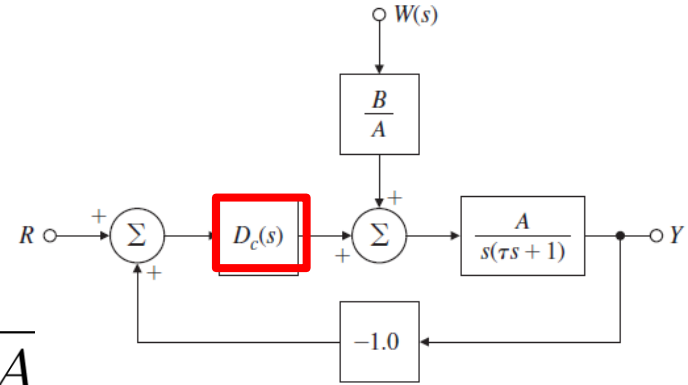 W(s)
B
A
R
+
Σ
+
D_c(s)
+
+
Σ
A
s(τs + 1)
Y
−1.0
A